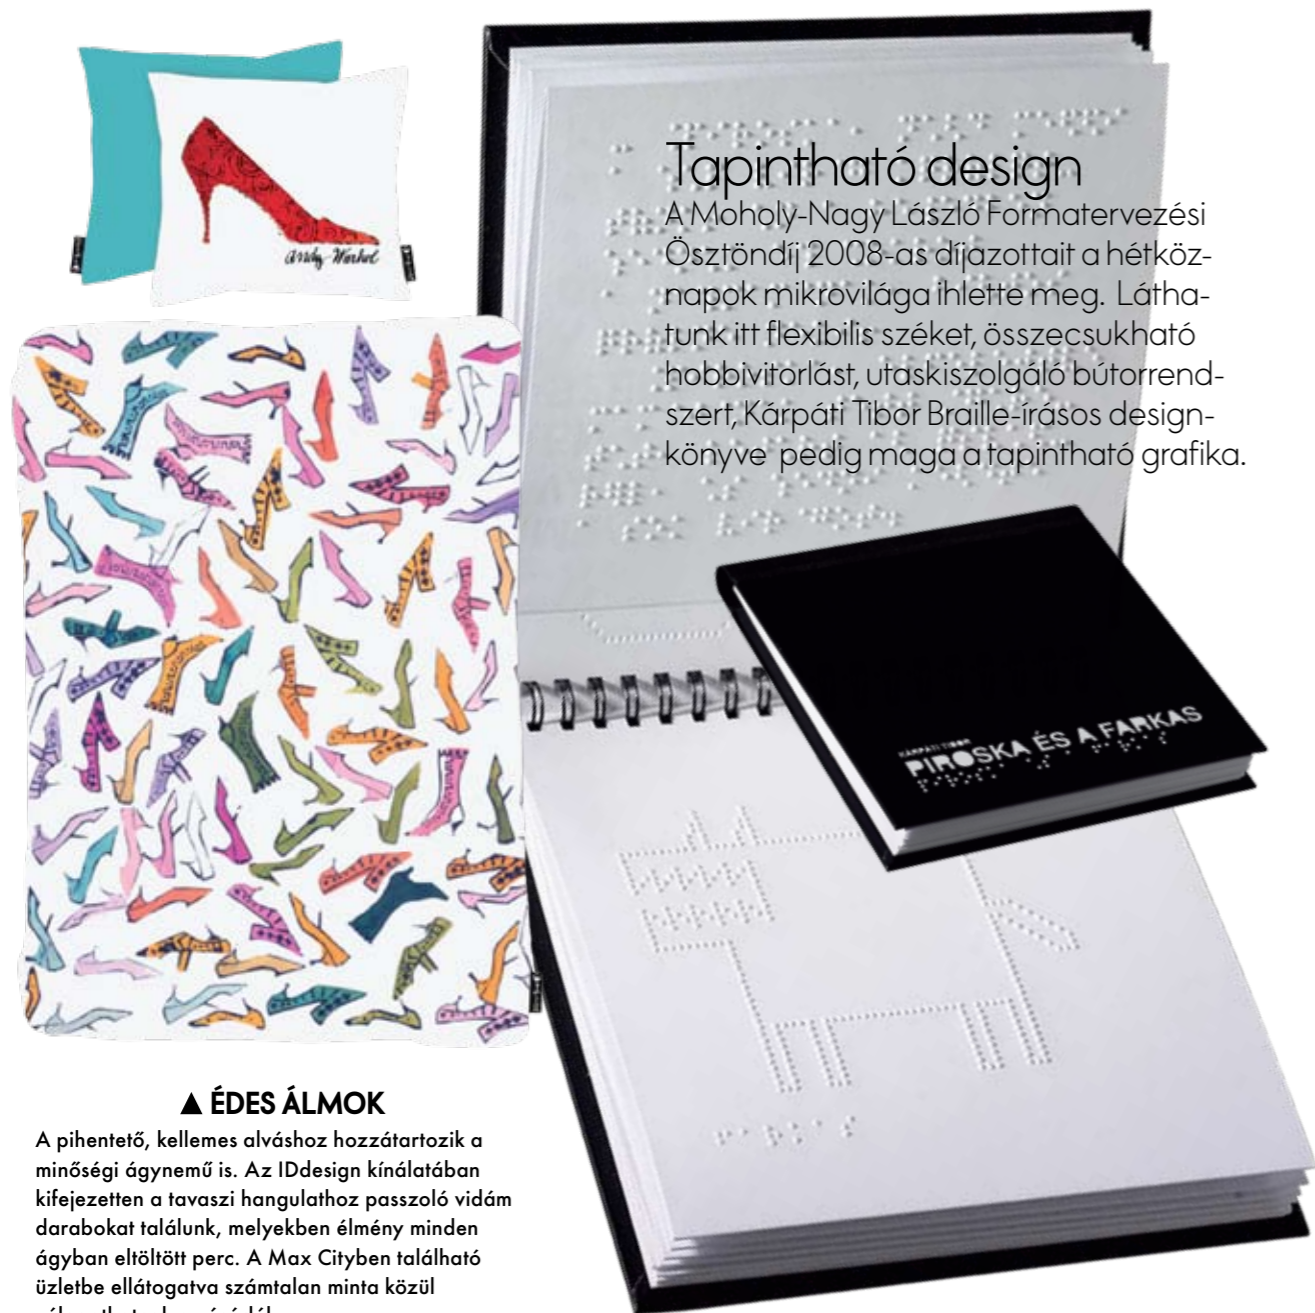 Andy Warhol
Tapintható design
A Moholy-Nagy László Formatervezési
Ösztöndíj 2008-as díjazottait a hétköz-
napok mikrovilága ihlette meg. Látha-
tunk itt flexibilis széket, összecsukható
hobbivitorlást, utaskiszolgáló bútorrend-
szert, Kárpáti Tibor Braille-írásos design-
könyve pedig maga a tapintható grafika.
KÁRPÁTI TIBOR
PIROSKA ÉS A FARKAS
▲ ÉDES ÁLMOK
A pihentető, kellemes alváshoz hozzátartozik a
minőségi ágynemű is. Az IDdesign kínálatában
kifejezetten a tavaszi hangulathoz passzoló vidám
darabokat találunk, melyekben élmény minden
ágyban eltöltött perc. A Max Cityben található
üzletbe ellátogatva számtalan minta közül